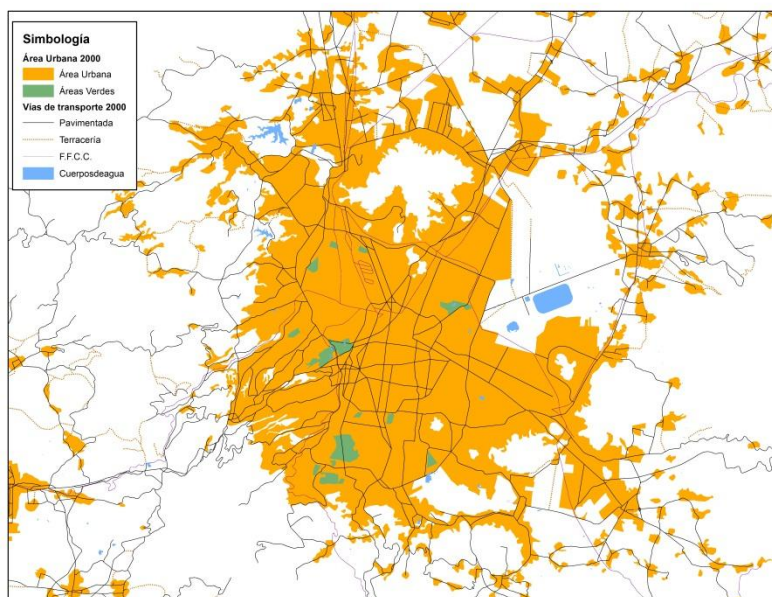 Simbología
Área Urbana 2000
Área Urbana
Áreas Verdes
Vías de transporte 2000
Pavimentada
Terracería
F.F.C.C.
Cuerposdeagua